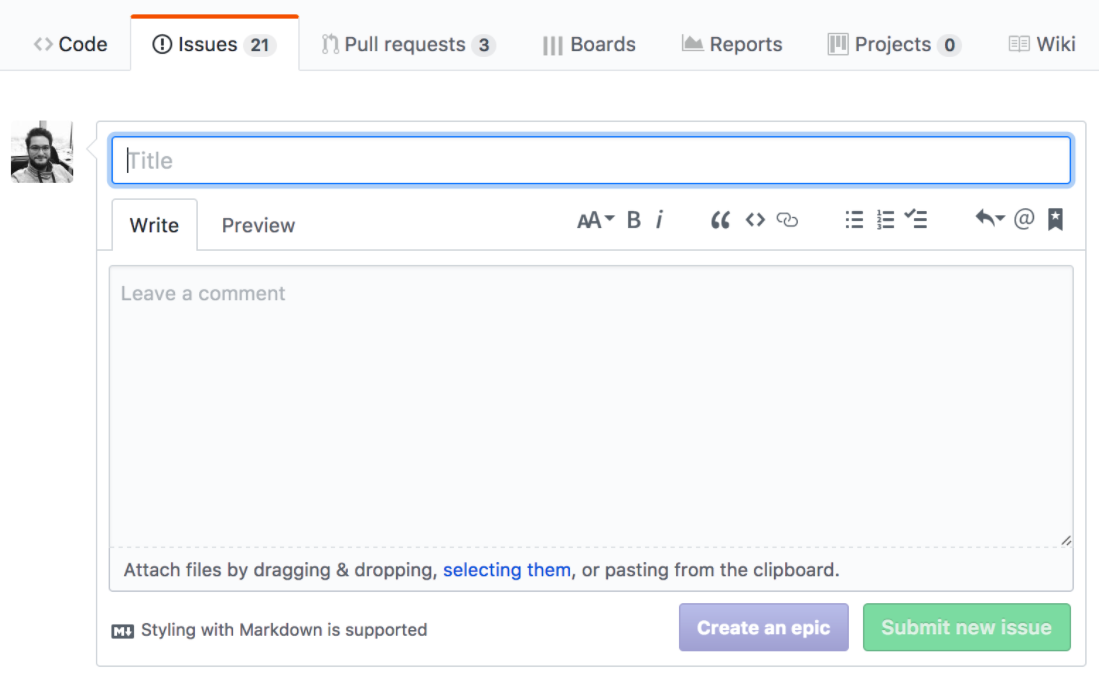 Code Issues 21 Pull requests 3 Boards Reports Projects 0 Wiki
Title
Write Preview AA B i
Leave a comment
Attach files by dragging & dropping, selecting them, or pasting from the clipboard.
Styling with Markdown is supported Create an epic Submit new issue